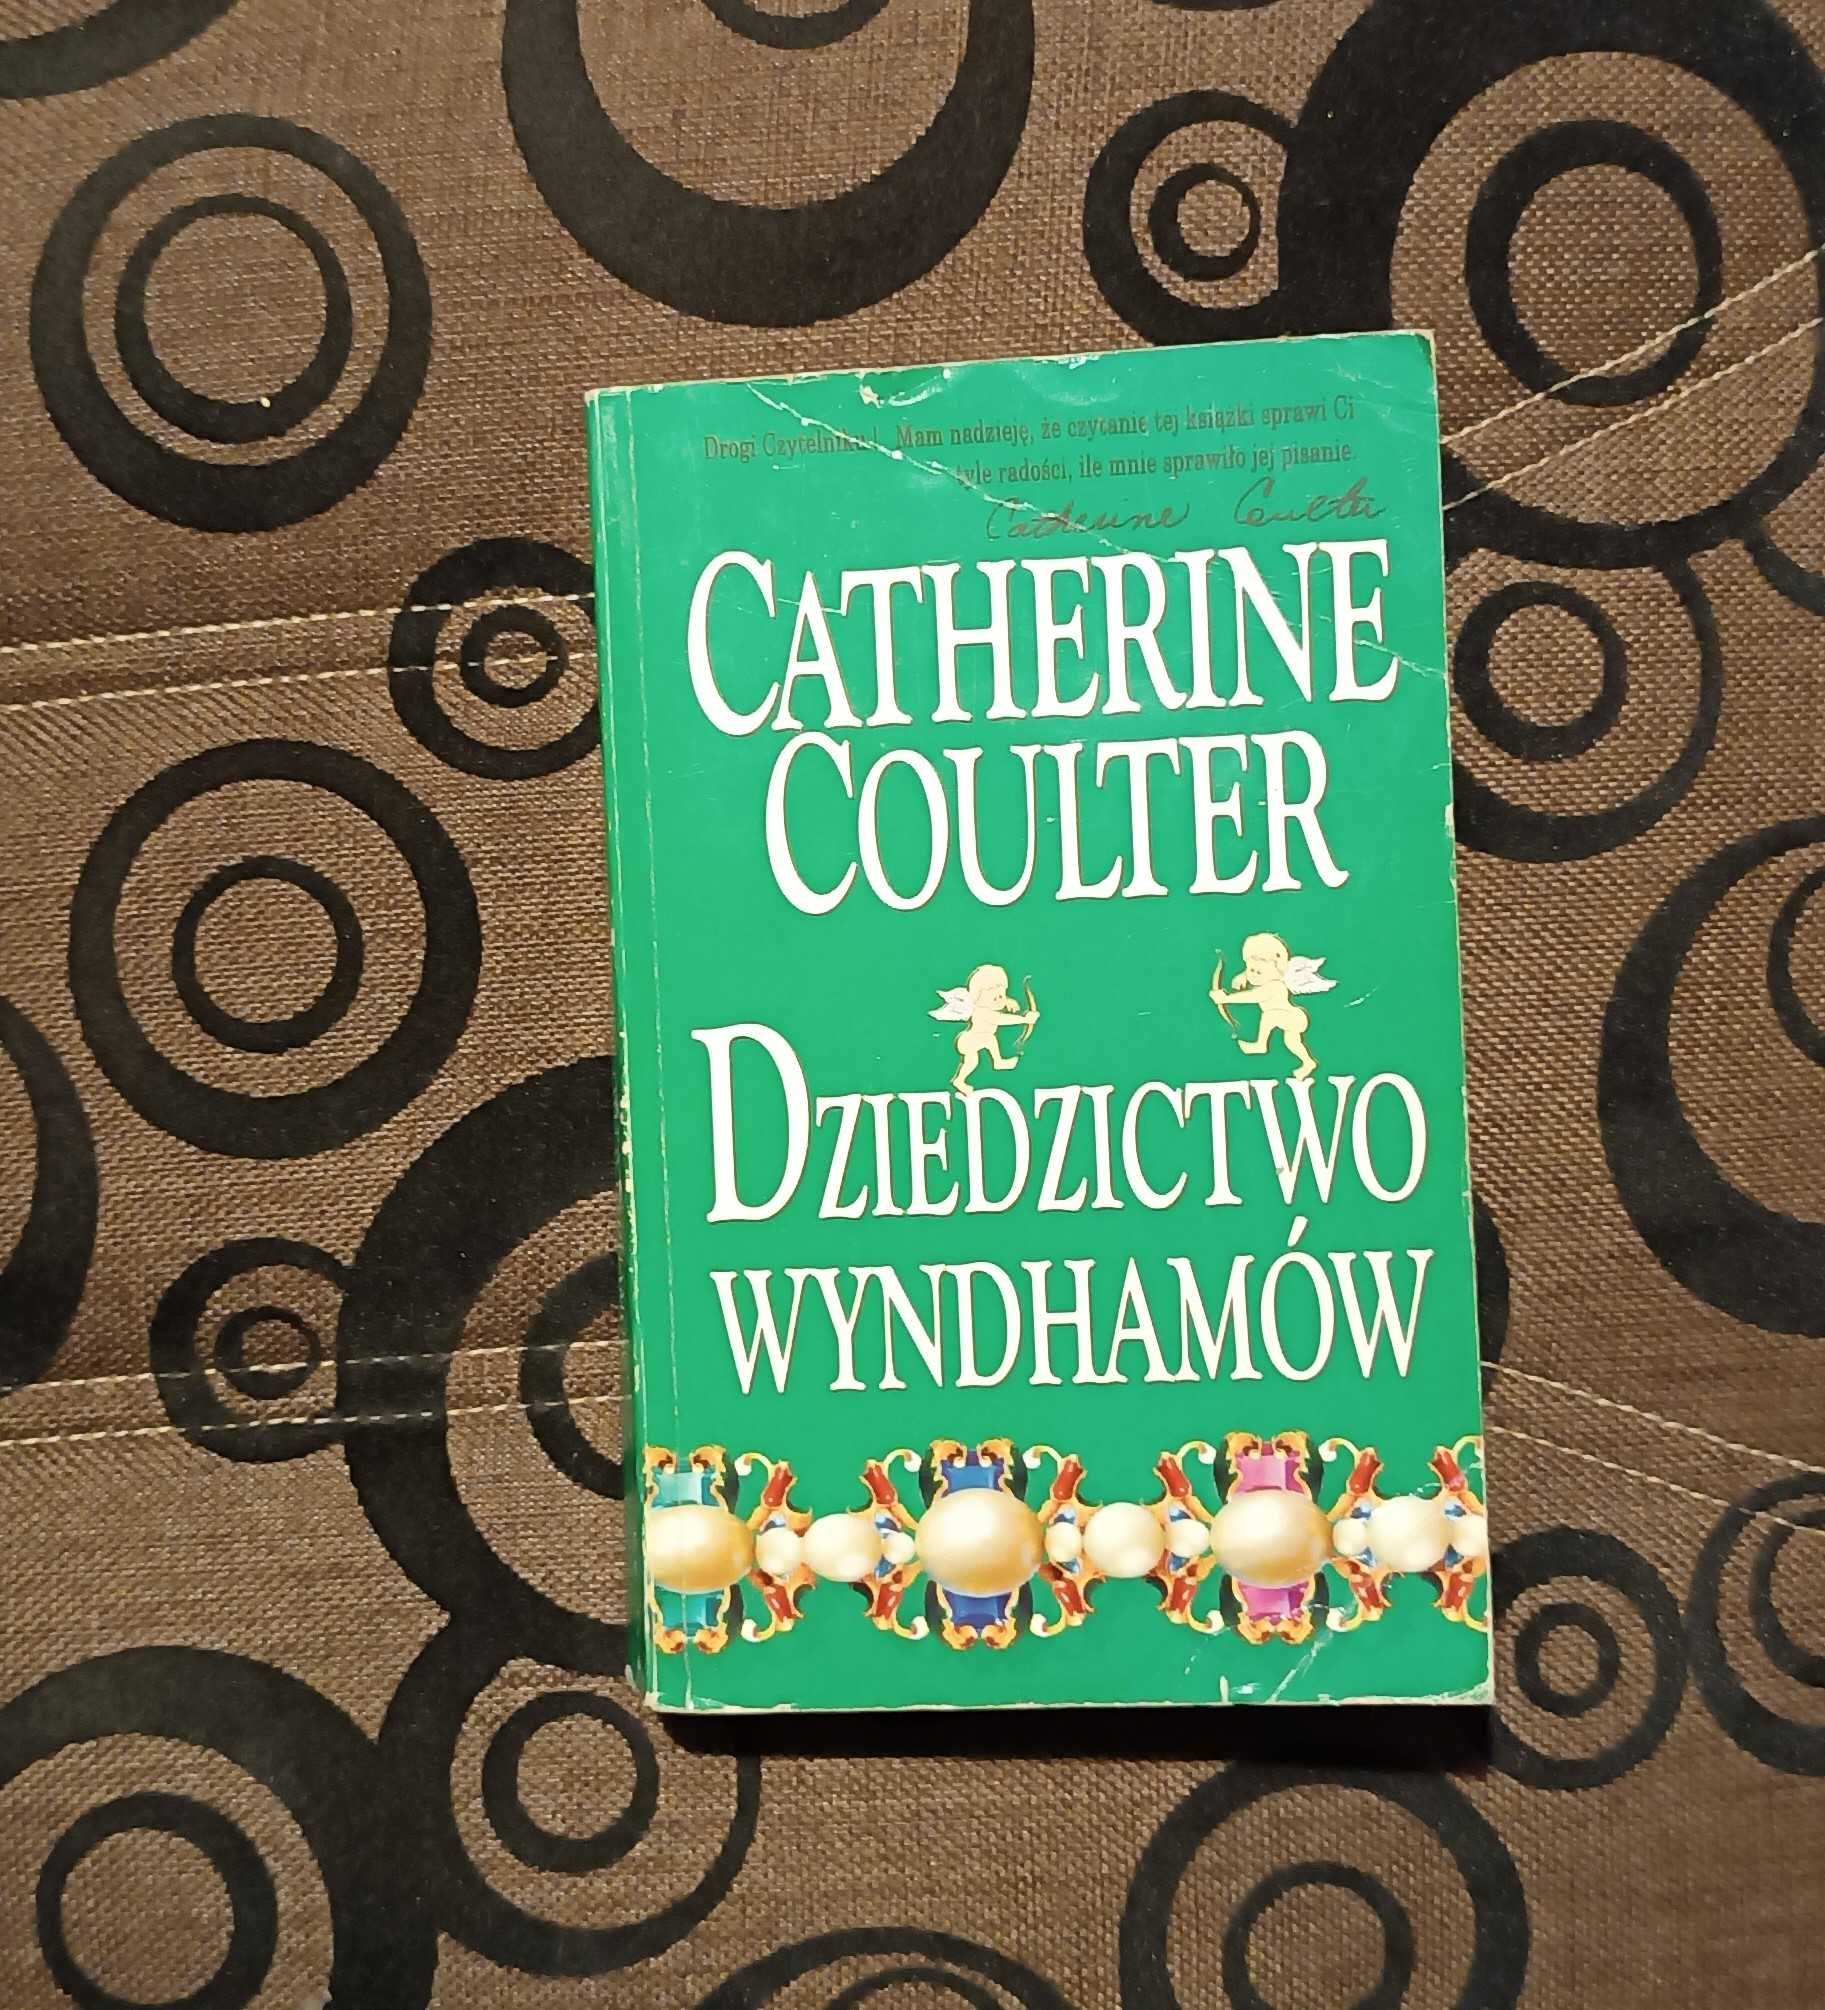 Drogi Czytelniku! Mam nadzieję, że czytanie tej książki sprawi Ci
tyle radości, ile mnie sprawiło jej pisanie.
Catherine Coulter
CATHERINE
COULTER
DZIEDZICTWO
WYNDHAMÓW